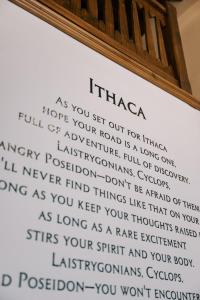 ITHACA
AS YOU SET OUT FOR ITHACA
HOPE YOUR ROAD IS A LONG ONE,
FULL OF ADVENTURE, FULL OF DISCOVERY.
LAISTRYGONIANS, CYCLOPS,
ANGRY POSEIDON—DON'T BE AFRAID OF THEM
'LL NEVER FIND THINGS LIKE THAT ON YOUR
ONG AS YOU KEEP YOUR THOUGHTS RAISED
AS LONG AS A RARE EXCITEMENT
STIRS YOUR SPIRIT AND YOUR BODY.
LAISTRYGONIANS, CYCLOPS,
D POSEIDON—YOU WON'T ENCOUNTER